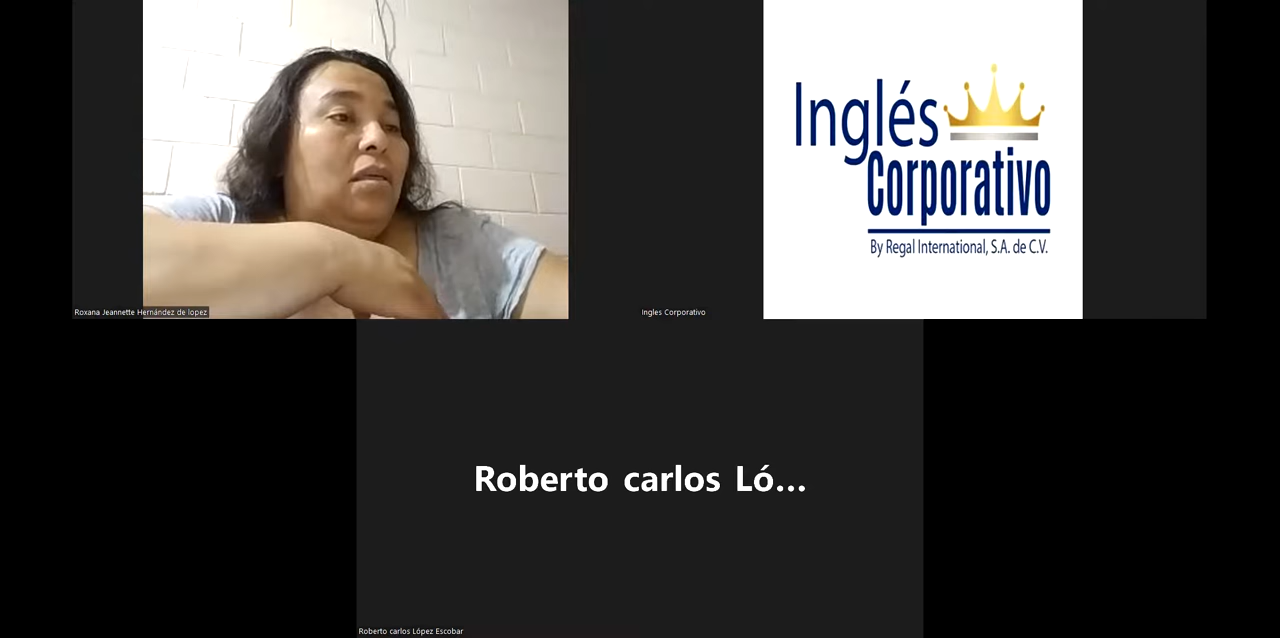 Inglés
Corporativo
By Regal International, S.A. de C.V.
Roxana Jeannette Hernández de lopez
Ingles Corporativo
Roberto carlos Ló...
Roberto carlos López Escobar